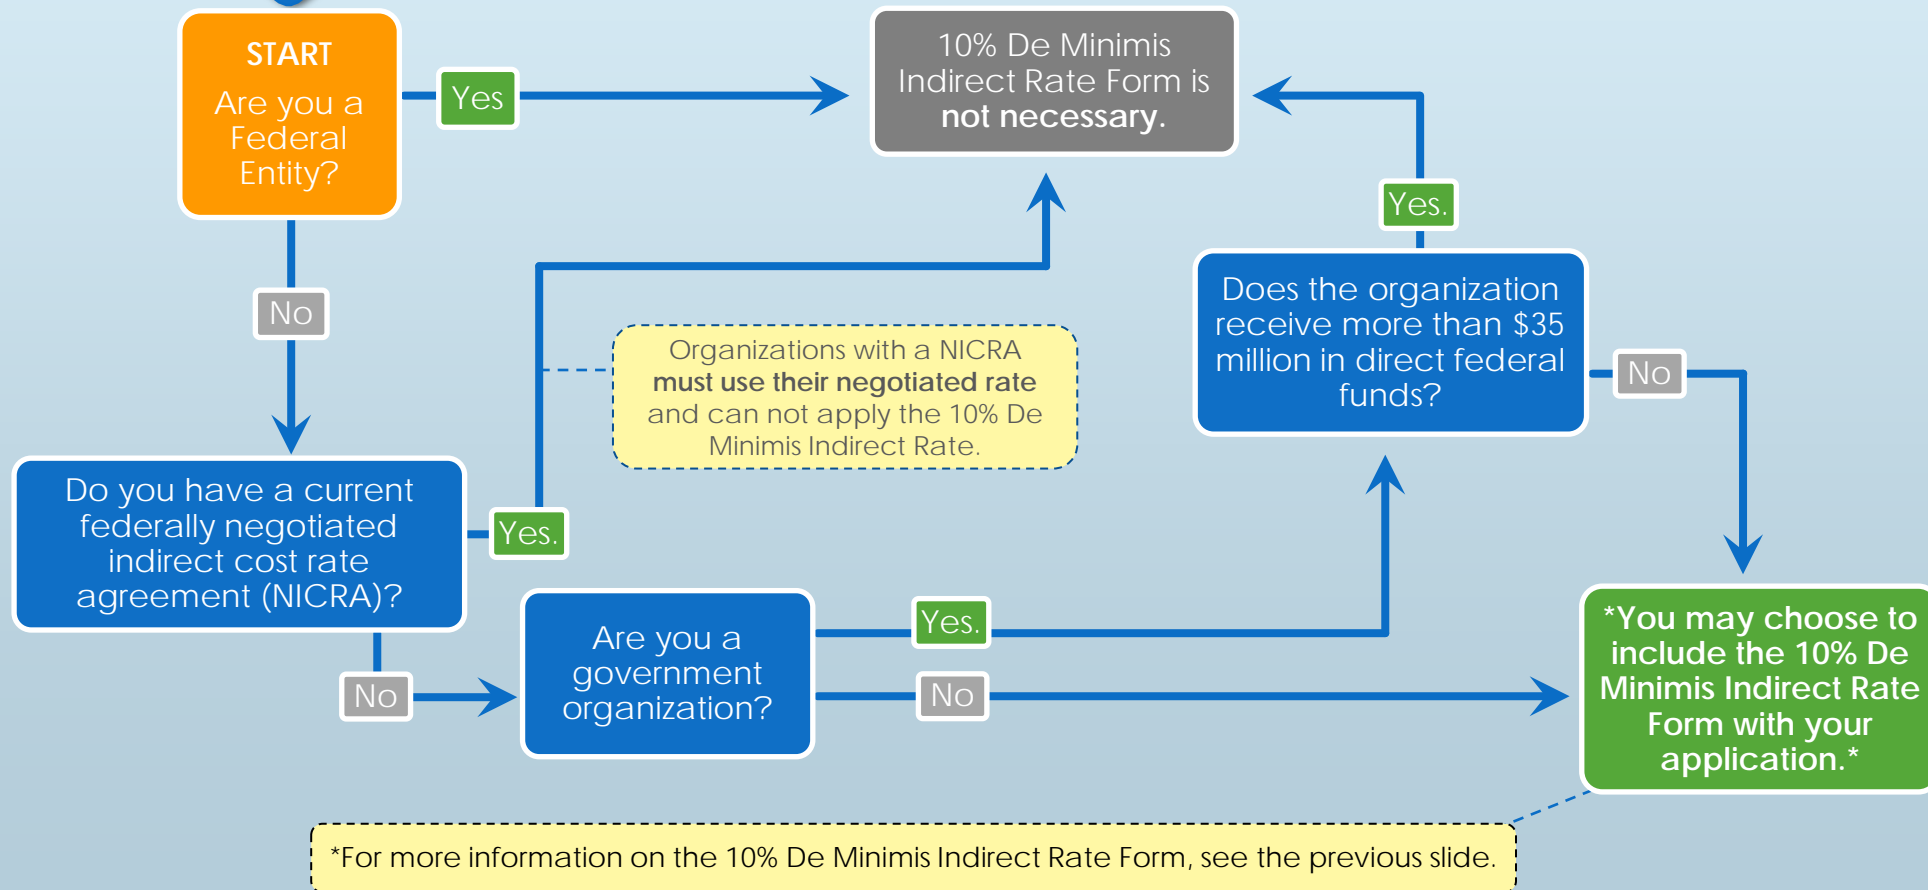 START
Are you a
Federal
Entity?
Yes
10% De Minimis
Indirect Rate Form is
not necessary.
Yes.
No
Does the organization
receive more than $35
million in direct federal
funds?
No
Organizations with a NICRA
must use their negotiated rate
and can not apply the 10% De
Minimis Indirect Rate.
Do you have a current
federally negotiated
indirect cost rate
agreement (NICRA)?
Yes.
No
Are you a
government
organization?
Yes.
No
*You may choose to
include the 10% De
Minimis Indirect Rate
Form with your
application.*
*For more information on the 10% De Minimis Indirect Rate Form, see the previous slide.